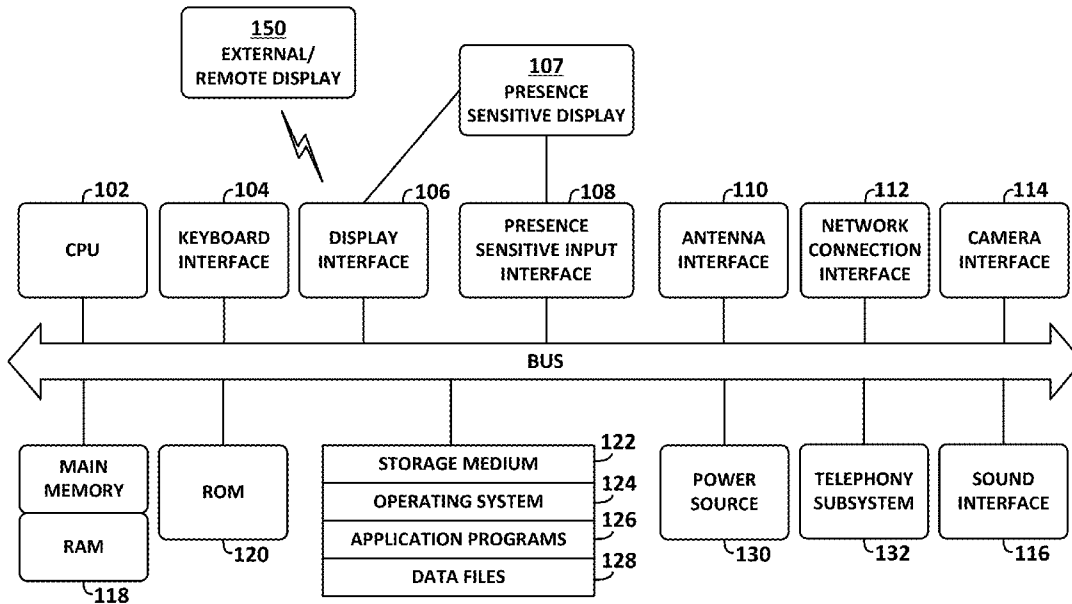 150
EXTERNAL/
REMOTE DISPLAY
107
PRESENCE
SENSITIVE DISPLAY
102
CPU
104
KEYBOARD
INTERFACE
106
DISPLAY
INTERFACE
108
PRESENCE
SENSITIVE INPUT
INTERFACE
110
ANTENNA
INTERFACE
112
NETWORK
CONNECTION
INTERFACE
114
CAMERA
INTERFACE
BUS
MAIN
MEMORY
RAM
118
ROM
120
STORAGE MEDIUM
122
OPERATING SYSTEM
124
APPLICATION PROGRAMS
126
DATA FILES
128
POWER
SOURCE
130
TELEPHONY
SUBSYSTEM
132
SOUND
INTERFACE
116